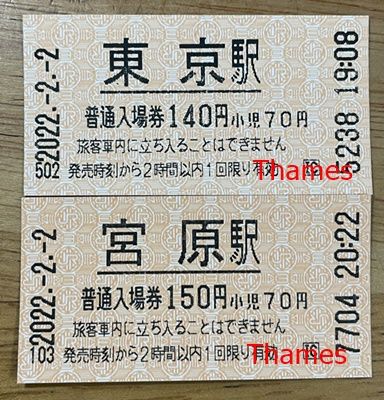 東京駅
普通入場券140円小児70円
旅客車内に立ち入ることはできません
発売時刻から2時間以内1回限り有効
2022.-2.-2
502
5238 19:08
Thames
宮原駅
普通入場券150円小児70円
旅客車内に立ち入ることはできません
発売時刻から2時間以内1回限り有効
2022.-2.-2
103
7704 20:22
Thames